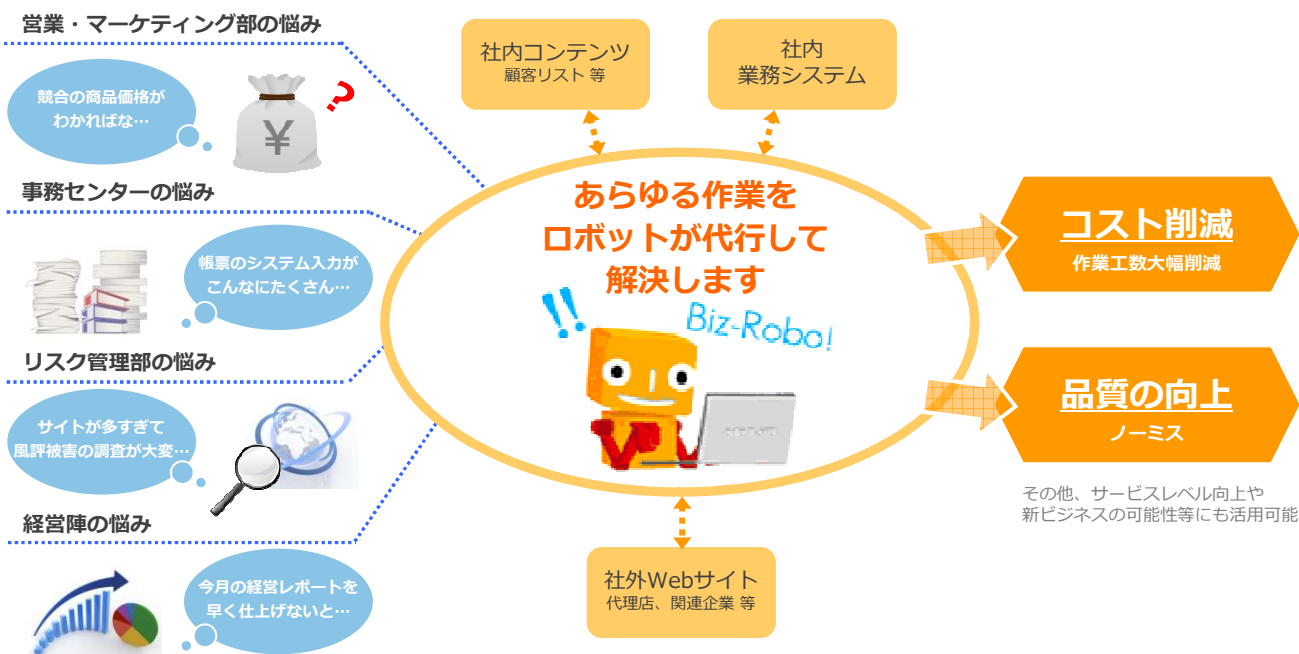 営業・マーケティング部の悩み
競合の商品価格が
わかればな…
?
¥
事務センターの悩み
帳票のシステム入力が
こんなにたくさん…
リスク管理部の悩み
サイトが多すぎて
風評被害の調査が大変…
経営陣の悩み
今月の経営レポートを
早く仕上げないと…
社内コンテンツ
顧客リスト 等
社内
業務システム
あらゆる作業を
ロボットが代行して
解決します
!!
Biz-Robo!
社外Webサイト
代理店、関連企業 等
コスト削減
作業工数大幅削減
品質の向上
ノーミス
その他、サービスレベル向上や
新ビジネスの可能性等にも活用可能